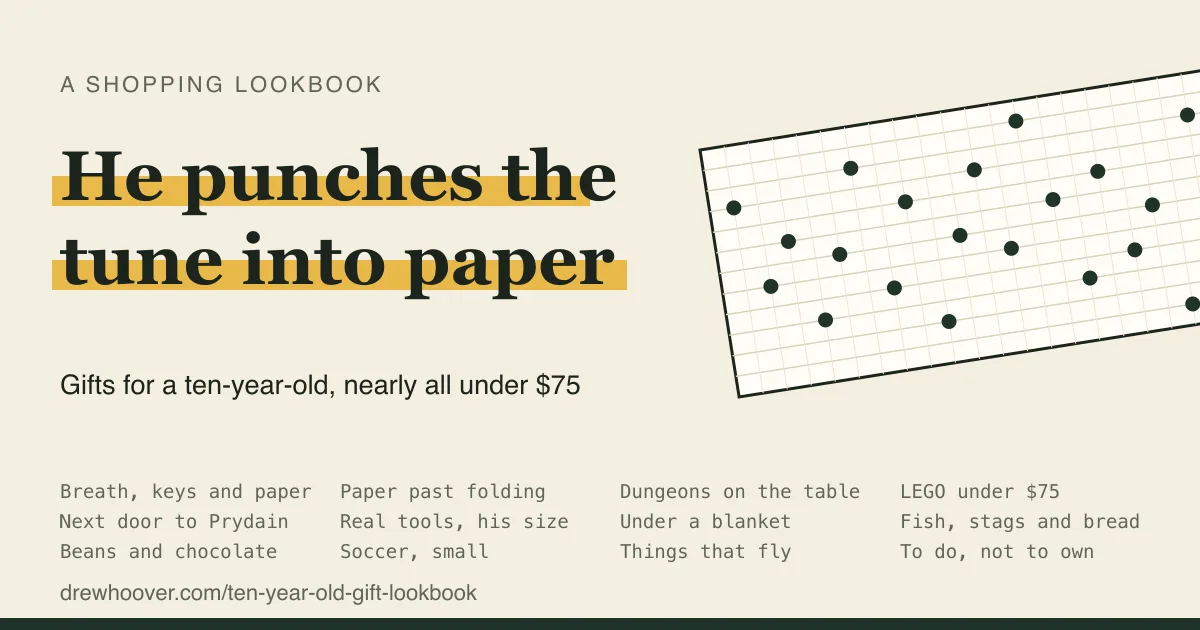 A SHOPPING LOOKBOOK
He punches the
tune into paper
Gifts for a ten-year-old, nearly all under $75
Breath, keys and paper
Next door to Prydain
Beans and chocolate
Paper past folding
Real tools, his size
Soccer, small
Dungeons on the table
Under a blanket
Things that fly
LEGO under $75
Fish, stags and bread
To do, not to own
drewhoover.com/ten-year-old-gift-lookbook